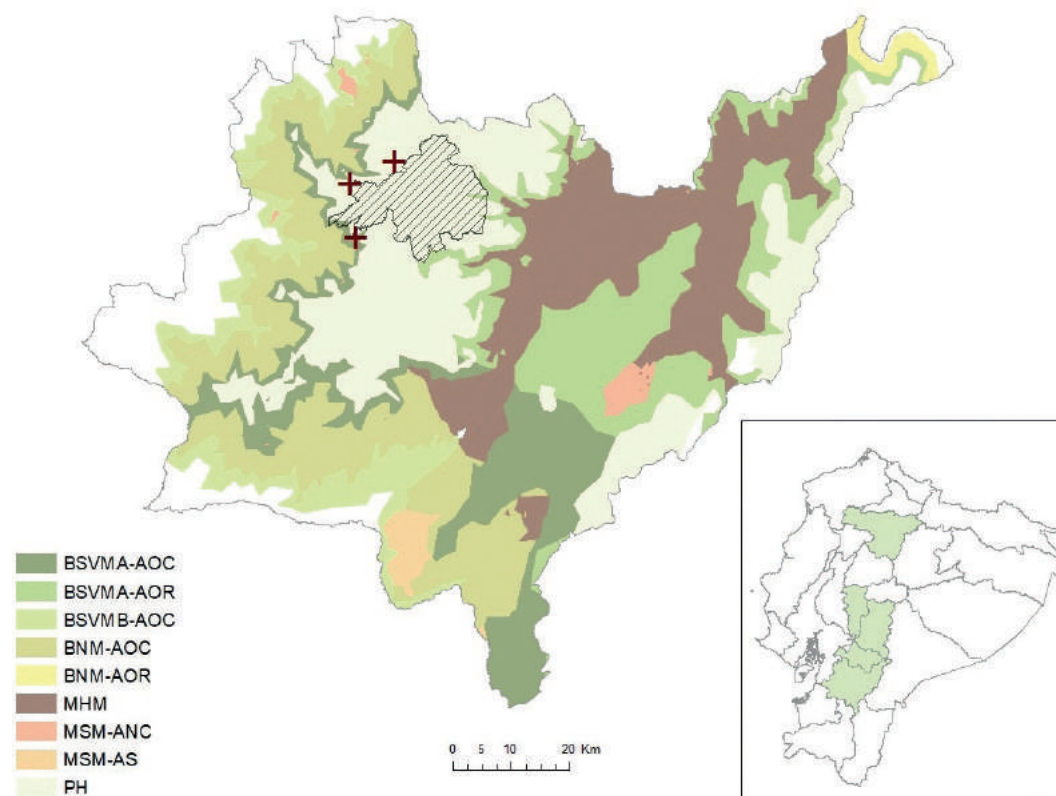 BSVMA-AOC
BSVMA-AOR
BSVMB-AOC
BNM-AOC
BNM-AOR
MHM
MSM-ANC
MSM-AS
PH
0 5 10 20 Km